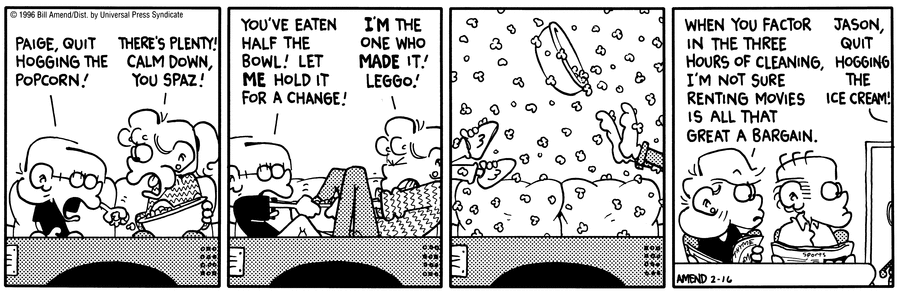 © 1996 Bill Amend/Dist. by Universal Press Syndicate
PAIGE, QUIT
HOGGING THE
POPCORN!
THERE'S PLENTY!
CALM DOWN,
YOU SPAZ!
YOU'VE EATEN
HALF THE
BOWL! LET
ME HOLD IT
FOR A CHANGE!
I'M THE
ONE WHO
MADE IT!
LEGGO!
WHEN YOU FACTOR
IN THE THREE
HOURS OF CLEANING,
I'M NOT SURE
RENTING MOVIES
IS ALL THAT
GREAT A BARGAIN.
JASON,
QUIT
HOGGING
THE
ICE CREAM!
SPORTS
AMEND 2-16